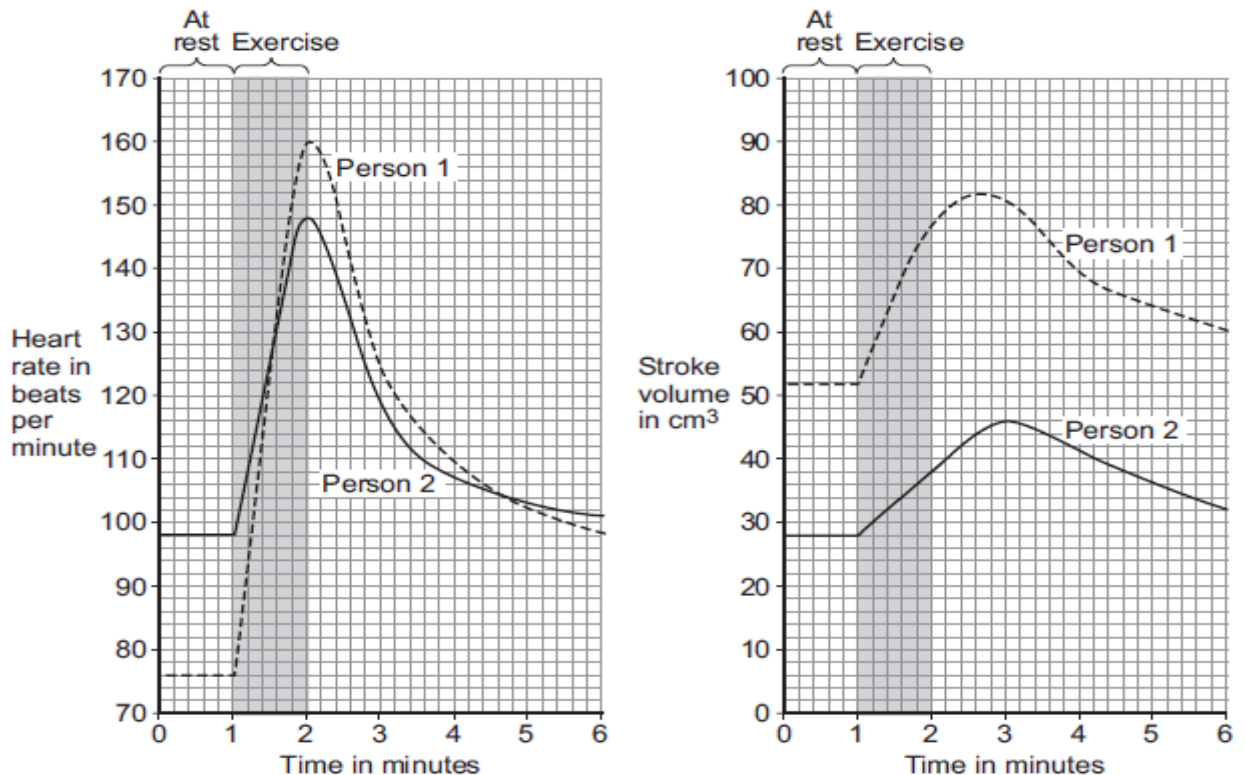 At
rest Exercise
170
160
150
140
130
120
110
100
90
80
70
Heart
rate in
beats
per
minute
Person 1
Person 2
0 1 2 3 4 5 6
Time in minutes
At
rest Exercise
100
90
80
70
60
50
40
30
20
10
0
Stroke
volume
in cm³
Person 1
Person 2
0 1 2 3 4 5 6
Time in minutes